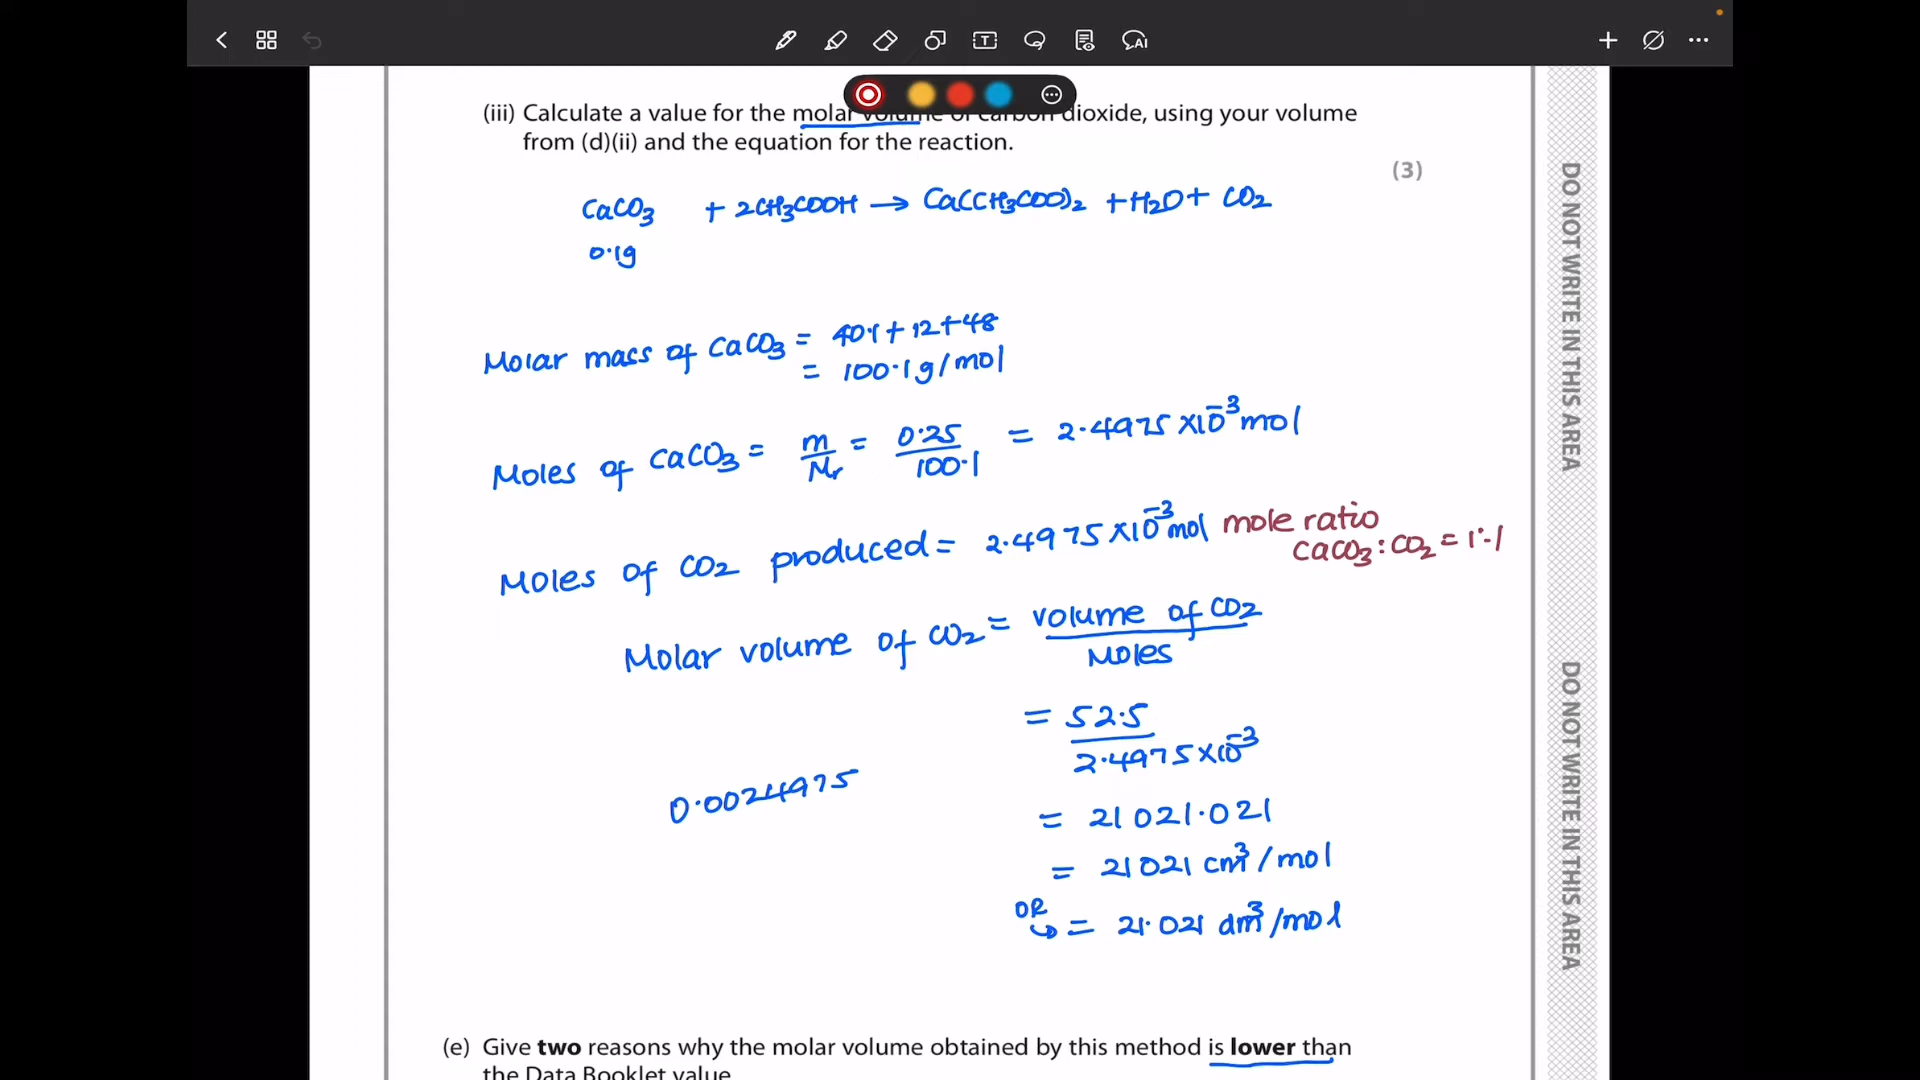 AI
(iii) Calculate a value for the molar volume of carbon dioxide, using your volume
from (d)(ii) and the equation for the reaction.
(3)
CaCO3 + 2CH3COOH → Ca(CH3COO)2 + H2O + CO2
0.1g
Molar mass of CaCO3 = 40.1 + 12 + 48
= 100.1 g/mol
Moles of CaCO3 = m/Mr = 0.25/100.1 = 2.4975 × 10⁻³ mol
Moles of CO2 produced = 2.4975 × 10⁻³ mol mole ratio
CaCO3 : CO2 = 1:1
Molar volume of CO2 = volume of CO2 / Moles
= 52.5 / 2.4975 × 10⁻³
0.0024975
= 21021.021
= 21021 cm³/mol
OR
= 21.021 dm³/mol
(e) Give two reasons why the molar volume obtained by this method is lower than
the Data Booklet value.
DO NOT WRITE IN THIS AREA
DO NOT WRITE IN THIS AREA